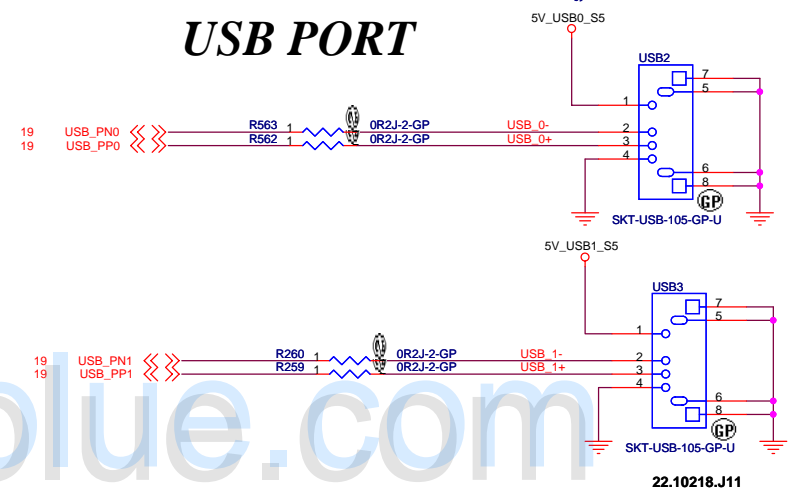 USB PORT
5V_USB0_S5
USB2
7
5
1
19 USB_PN0 R563 1 0R2J-2-GP USB_0- 2
19 USB_PP0 R562 1 0R2J-2-GP USB_0+ 3
4
6
8
GP
SKT-USB-105-GP-U
5V_USB1_S5
USB3
7
5
1
19 USB_PN1 R260 1 0R2J-2-GP USB_1- 2
19 USB_PP1 R259 1 0R2J-2-GP USB_1+ 3
4
6
8
GP
SKT-USB-105-GP-U
22.10218.J11
olue.com